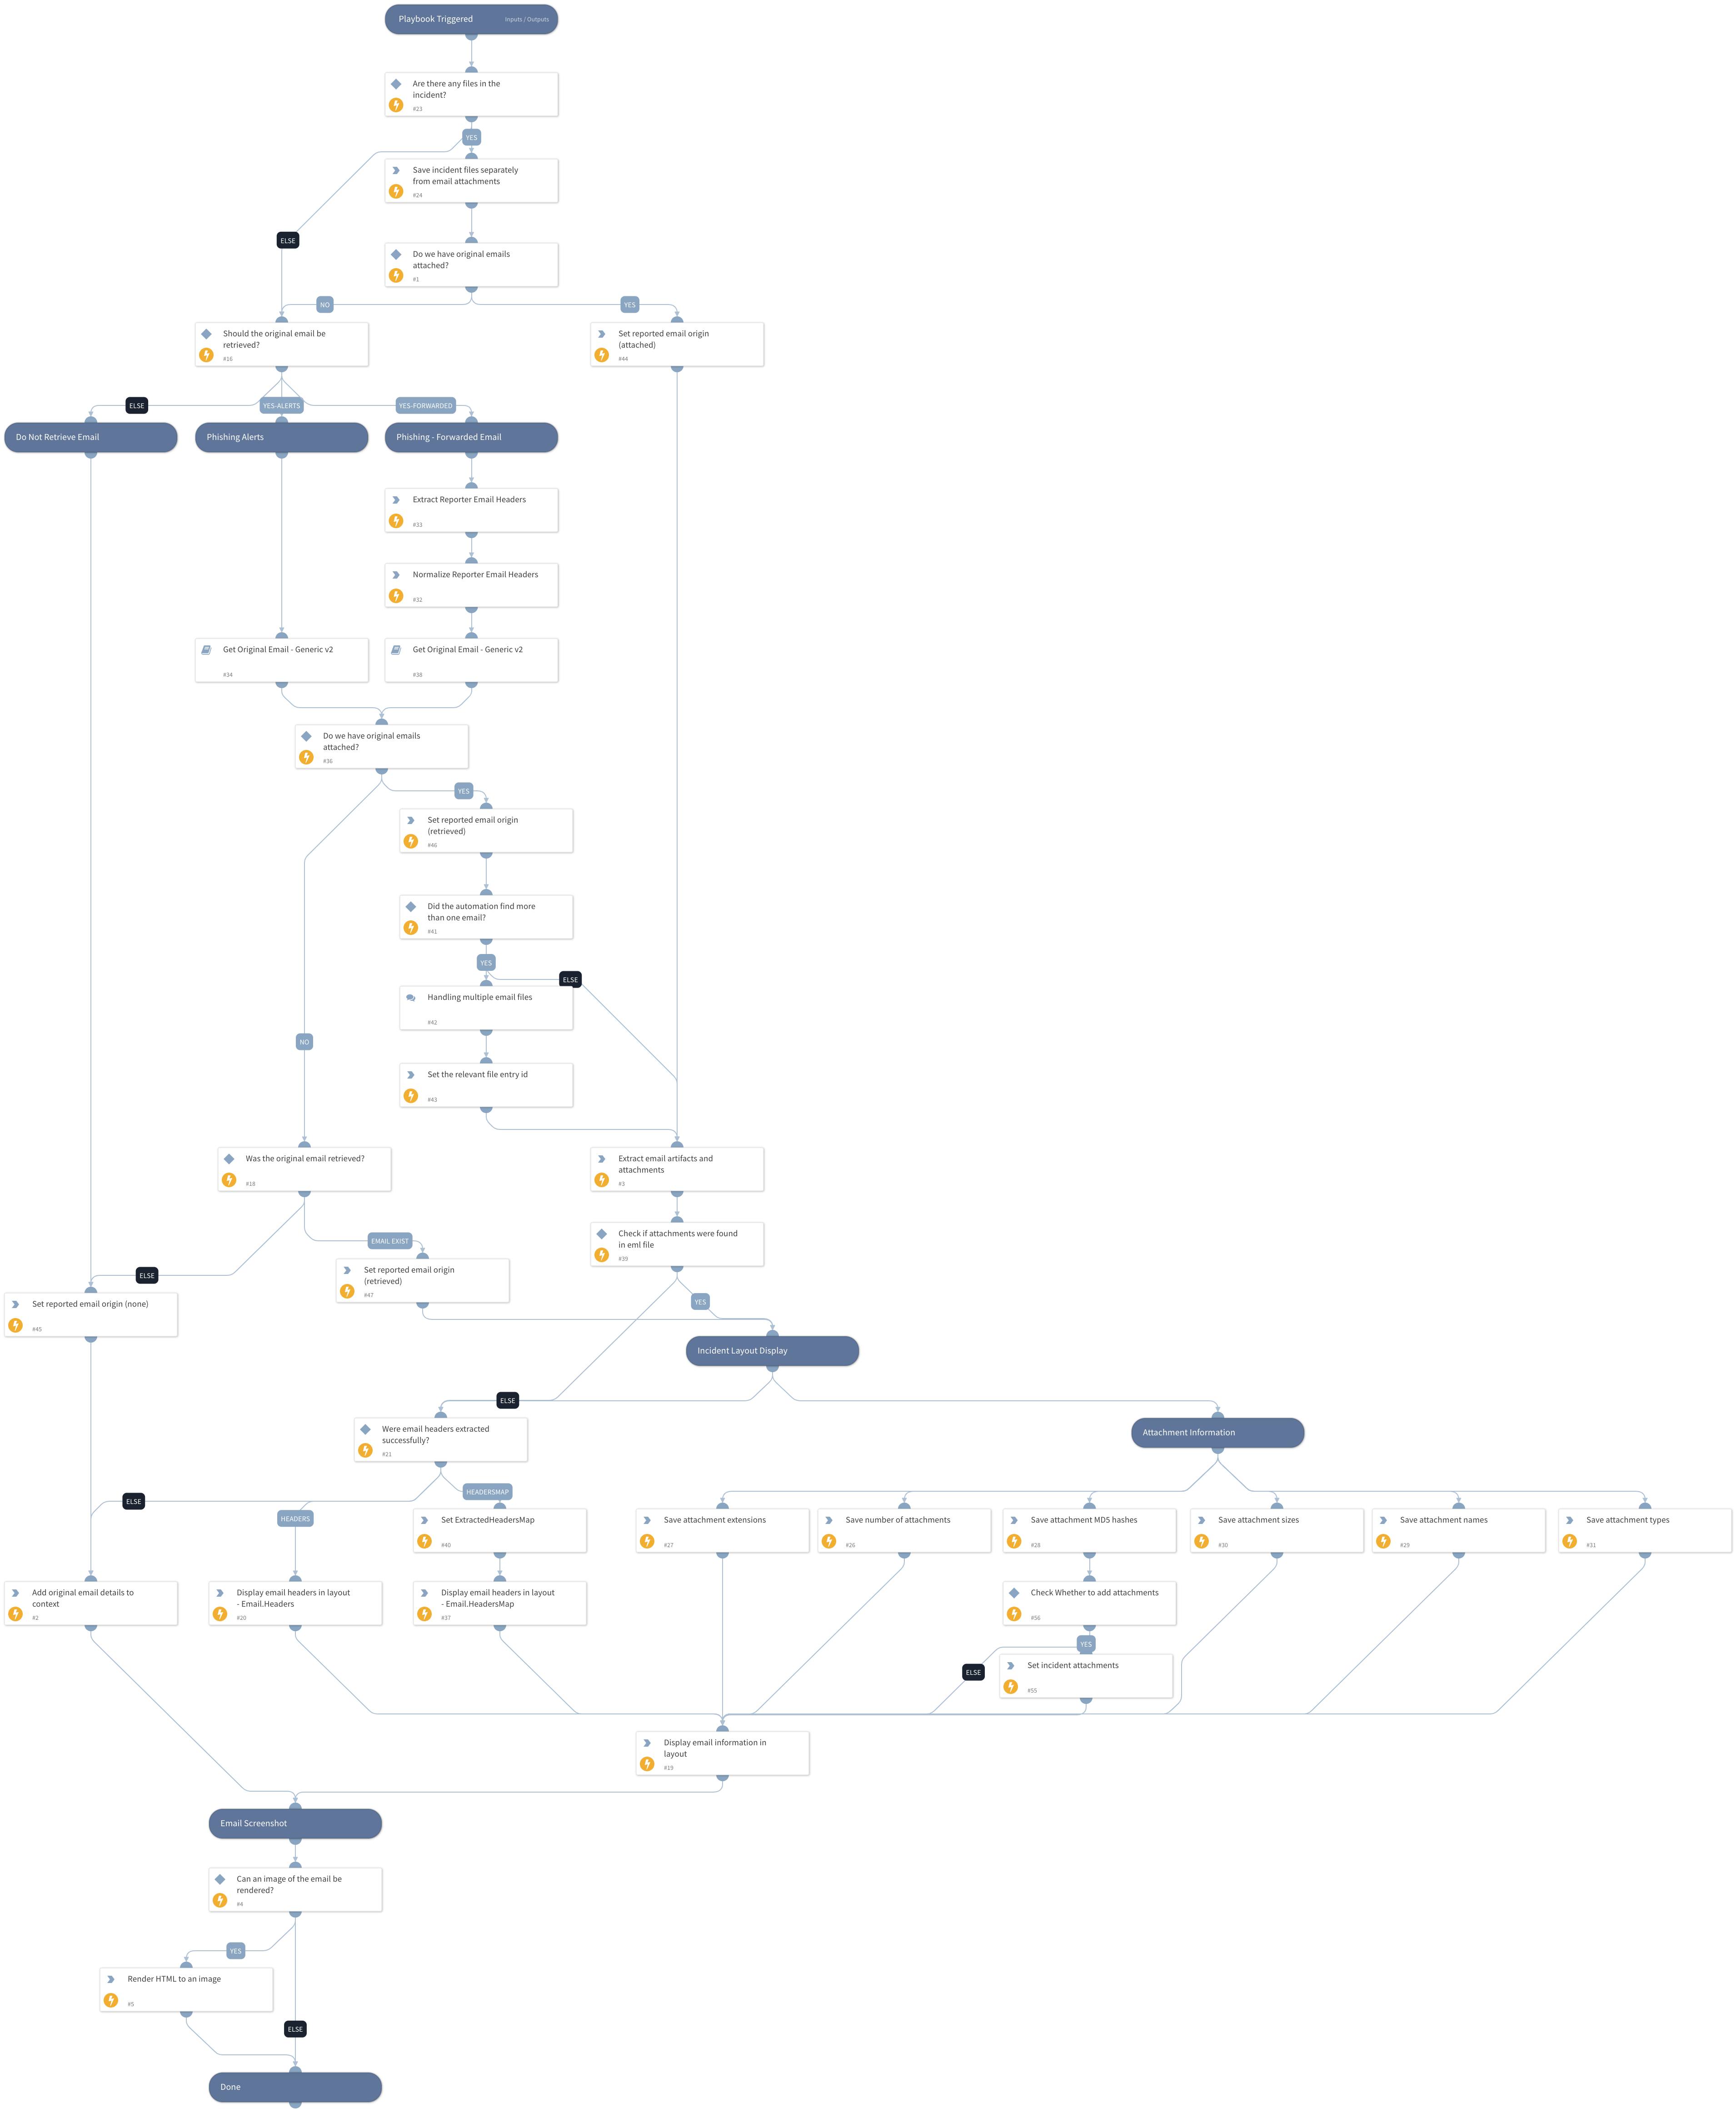 Playbook Triggered
Inputs / Outputs
Are there any files in the
incident?
#23
YES
Save incident files separately
from email attachments
#24
ELSE
Do we have original emails
attached?
#1
NO
YES
Should the original email be
retrieved?
#16
Set reported email origin
(attached)
#44
ELSE
YES-ALERTS
YES-FORWARDED
Do Not Retrieve Email
Phishing Alerts
Phishing - Forwarded Email
Extract Reporter Email Headers
#33
Normalize Reporter Email Headers
#32
Get Original Email - Generic v2
#34
Get Original Email - Generic v2
#38
Do we have original emails
attached?
#36
YES
Set reported email origin
(retrieved)
#46
Did the automation find more
than one email?
#41
YES
ELSE
Handling multiple email files
#42
NO
Set the relevant file entry id
#43
Was the original email retrieved?
#18
Extract email artifacts and
attachments
#3
Check if attachments were found
in eml file
#39
EMAIL EXIST
Set reported email origin
(retrieved)
#47
ELSE
Set reported email origin (none)
#45
YES
Incident Layout Display
ELSE
Were email headers extracted
successfully?
#21
Attachment Information
HEADERSMAP
ELSE
HEADERS
Set ExtractedHeadersMap
#40
Save attachment extensions
#27
Save number of attachments
#26
Save attachment MD5 hashes
#28
Save attachment sizes
#30
Save attachment names
#29
Save attachment types
#31
Add original email details to
context
#2
Display email headers in layout
- Email.Headers
#20
Display email headers in layout
- Email.HeadersMap
#37
Check Whether to add attachments
#56
YES
ELSE
Set incident attachments
#55
Display email information in
layout
#19
Email Screenshot
Can an image of the email be
rendered?
#4
YES
Render HTML to an image
#5
ELSE
Done